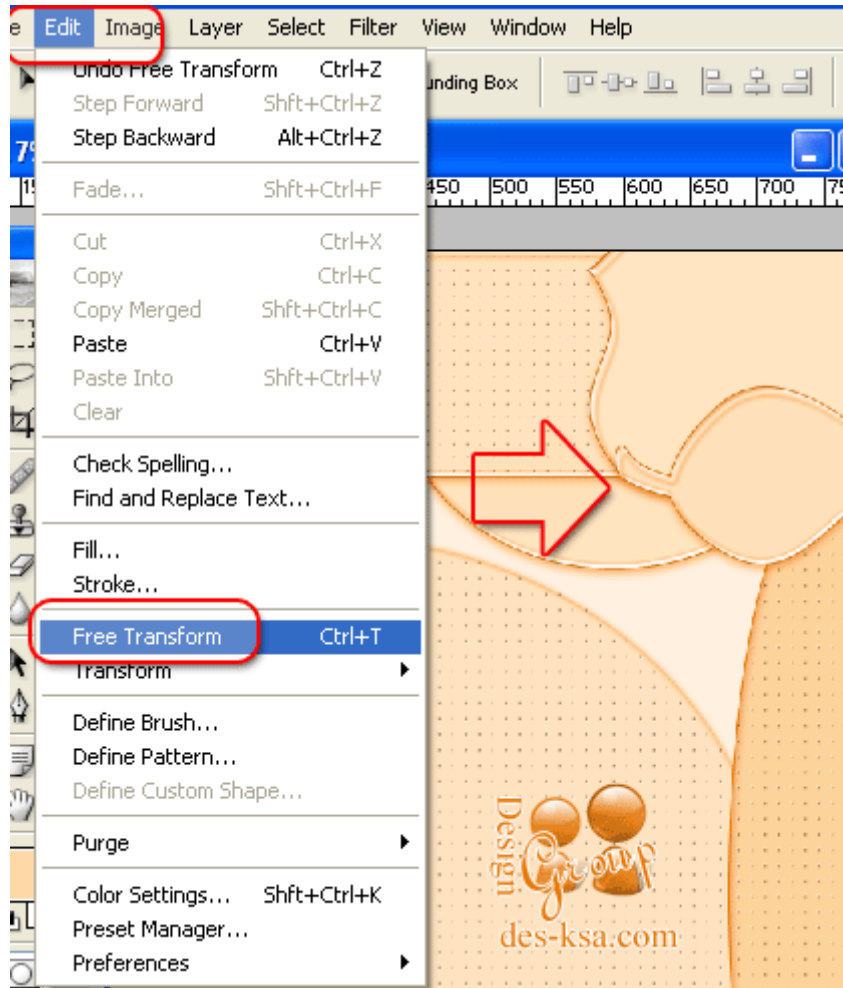 e Edit Image Layer Select Filter View Window Help
Undo Free Transform Ctrl+Z
unding Box
Step Forward Shft+Ctrl+Z
Step Backward Alt+Ctrl+Z
Fade... Shft+Ctrl+F
450 500 550 600 650 700
Cut Ctrl+X
Copy Ctrl+C
Copy Merged Shft+Ctrl+C
Paste Ctrl+V
Paste Into Shft+Ctrl+V
Clear
Check Spelling...
Find and Replace Text...
Fill...
Stroke...
Free Transform Ctrl+T
Transform
Define Brush...
Define Pattern...
Define Custom Shape...
Purge
Color Settings... Shft+Ctrl+K
Preset Manager...
Preferences
Design
Group
des-ksa.com